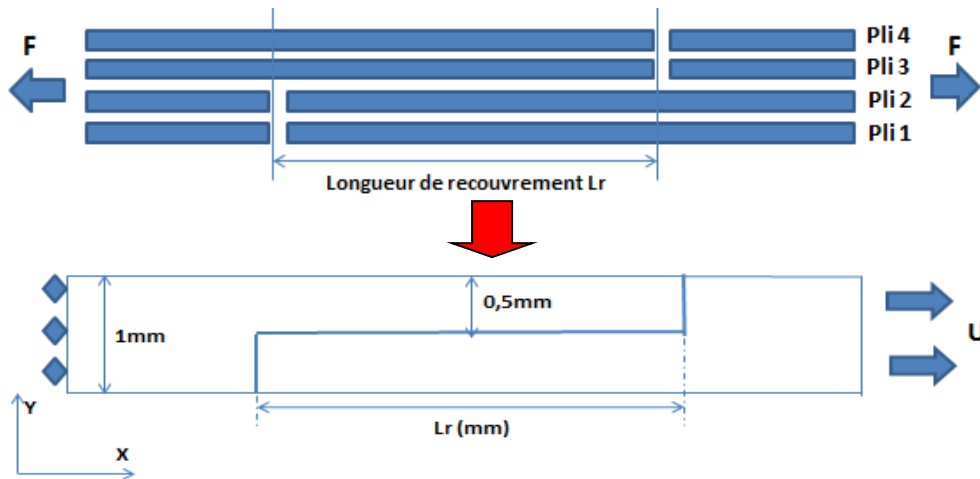 F
Pli 4
F
Pli 3
Pli 2
Pli 1
Longueur de recouvrement Lr
0,5mm
1mm
U
Y
Lr (mm)
X